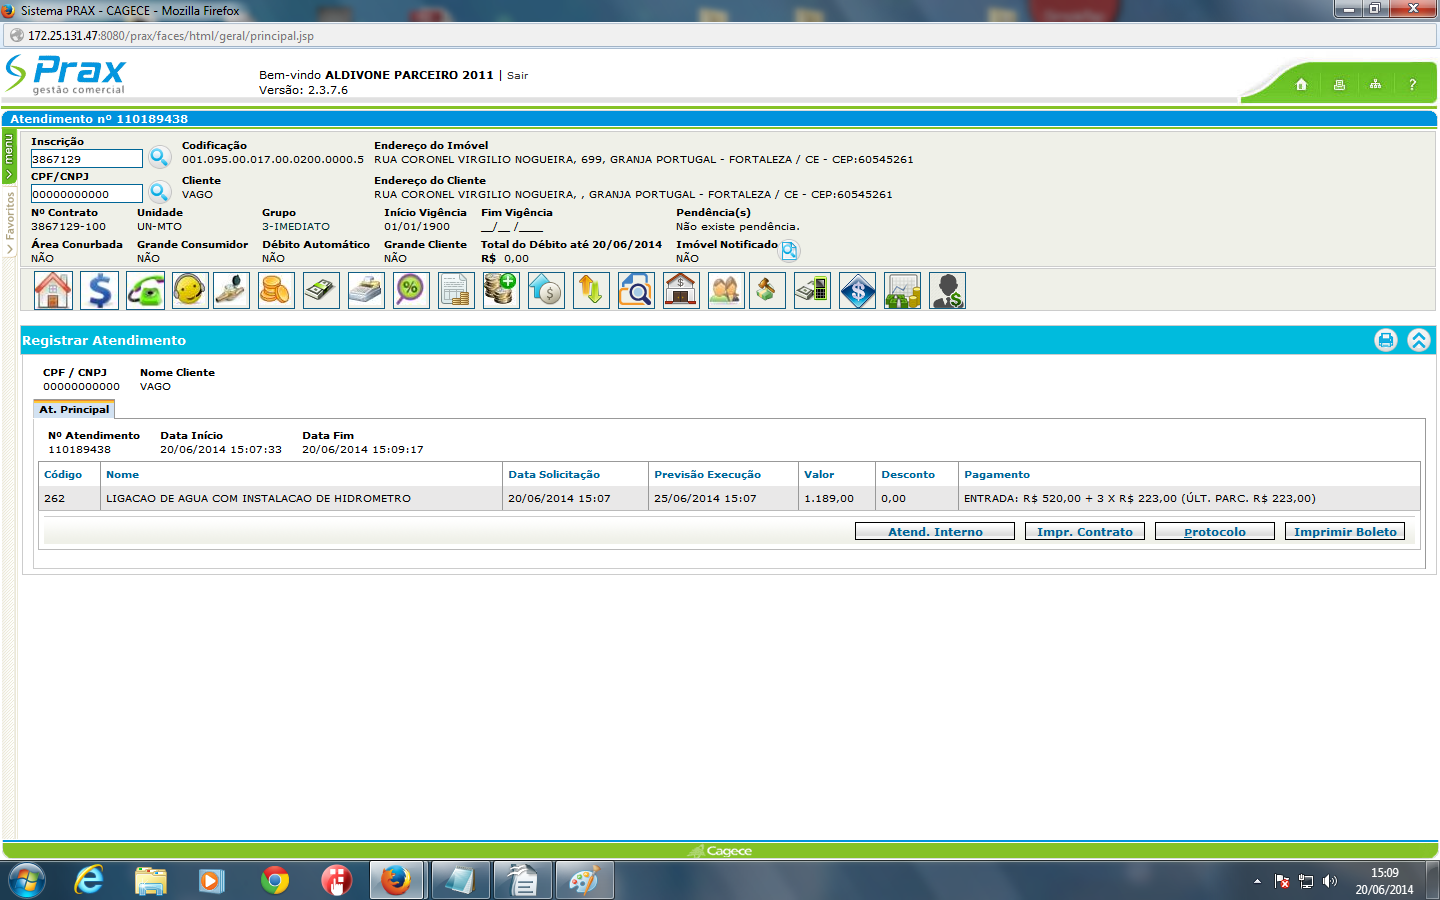 Sistema PRAX - CAGECE - Mozilla Firefox
172.25.131.47:8080/prax/faces/html/geral/principal.jsp
Prax
gestão comercial
Bem-vindo ALDIVONE PARCEIRO 2011 | Sair
Versão: 2.3.7.6
?
Atendimento nº 110189438
menu
Favoritos
Inscrição Codificação Endereço do Imóvel
3867129 001.095.00.017.00.0200.0000.5 RUA CORONEL VIRGILIO NOGUEIRA, 699, GRANJA PORTUGAL - FORTALEZA / CE - CEP:60545261
CPF/CNPJ Cliente Endereço do Cliente
00000000000 VAGO RUA CORONEL VIRGILIO NOGUEIRA, , GRANJA PORTUGAL - FORTALEZA / CE - CEP:60545261
Nº Contrato Unidade Grupo Início Vigência Fim Vigência Pendência(s)
3867129-100 UN-MTO 3-IMEDIATO 01/01/1900 __/__ /____ Não existe pendência.
Área Conurbada Grande Consumidor Débito Automático Grande Cliente Total do Débito até 20/06/2014 Imóvel Notificado
NÃO NÃO NÃO NÃO R$ 0,00 NÃO
Registrar Atendimento
CPF / CNPJ Nome Cliente
00000000000 VAGO
At. Principal
Nº Atendimento Data Início Data Fim
110189438 20/06/2014 15:07:33 20/06/2014 15:09:17
Código Nome Data Solicitação Previsão Execução Valor Desconto Pagamento
262 LIGACAO DE AGUA COM INSTALACAO DE HIDROMETRO 20/06/2014 15:07 25/06/2014 15:07 1.189,00 0,00 ENTRADA: R$ 520,00 + 3 X R$ 223,00 (ÚLT. PARC. R$ 223,00)
Atend. Interno Impr. Contrato Protocolo Imprimir Boleto
Cagece
15:09
20/06/2014